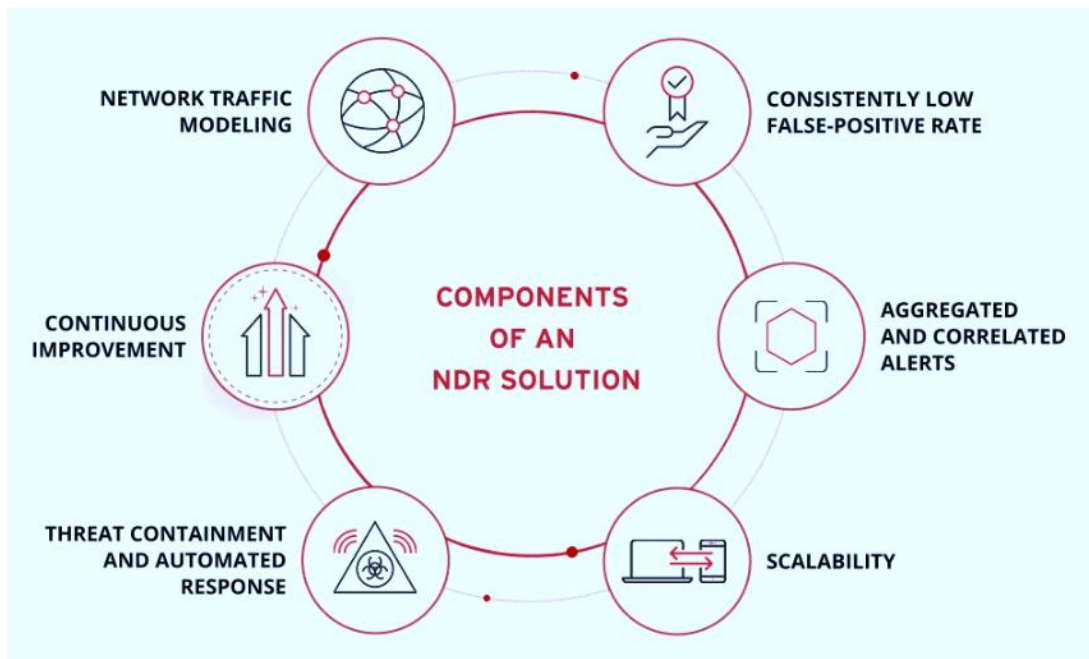 NETWORK TRAFFIC
MODELING
CONSISTENTLY LOW
FALSE-POSITIVE RATE
CONTINUOUS
IMPROVEMENT
COMPONENTS
OF AN
NDR SOLUTION
AGGREGATED
AND CORRELATED
ALERTS
THREAT CONTAINMENT
AND AUTOMATED
RESPONSE
SCALABILITY